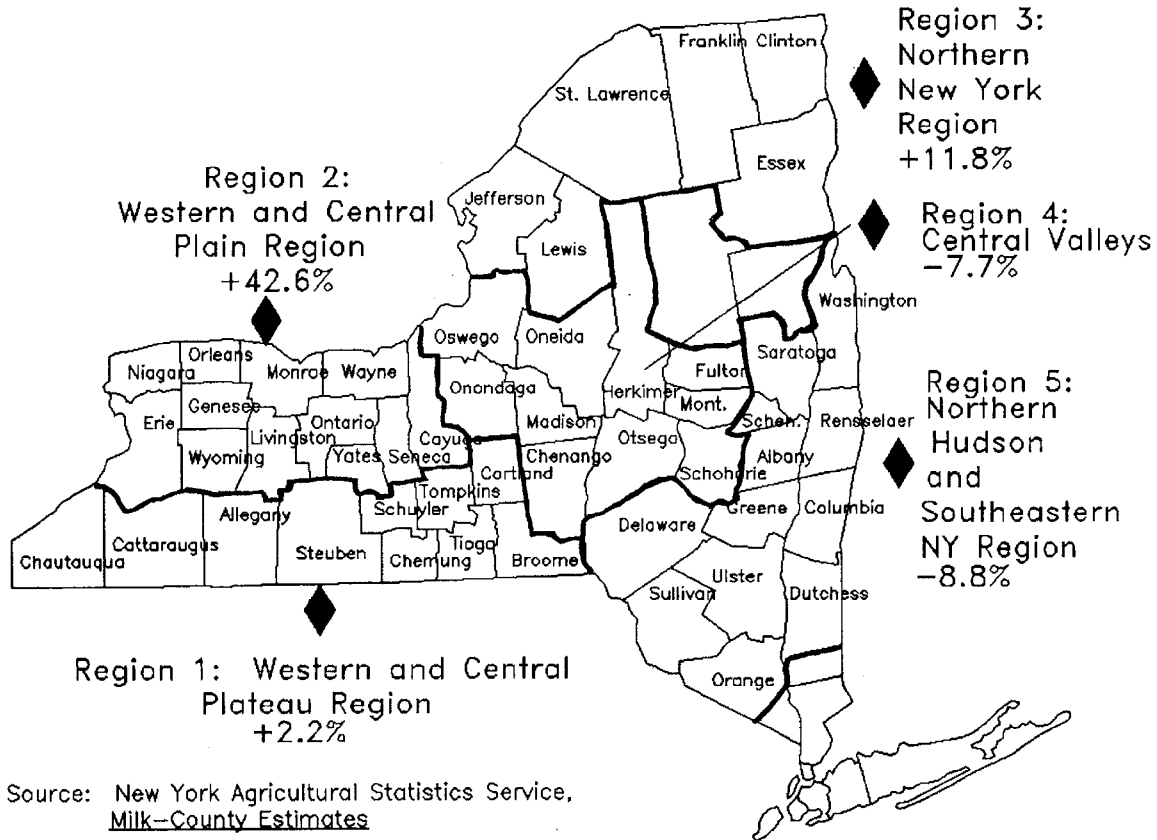 Region 3:
Northern
New York
Region
+11.8%
Franklin
Clinton
St. Lawrence
Essex
Region 2:
Western and Central
Plain Region
+42.6%
Jefferson
Lewis
Region 4:
Central Valleys
-7.7%
Washington
Oswego
Oneida
Saratoga
Orleans
Niagara
Monroe
Wayne
Onondaga
Herkimer
Fulton
Mont.
Genesee
Erie
Ontario
Livingston
Madison
Schen.
Rensselaer
Region 5:
Northern
Hudson
and
Southeastern
NY Region
-8.8%
Wyoming
Yates
Seneca
Cayuga
Cortland
Chenango
Otsego
Schoharie
Albany
Tompkins
Allegany
Schuyler
Delaware
Greene
Columbia
Chautauqua
Cattaraugus
Steuben
Chemung
Tioga
Broome
Ulster
Sullivan
Dutchess
Orange
Region 1: Western and Central
Plateau Region
+2.2%
Source: New York Agricultural Statistics Service,
Milk-County Estimates